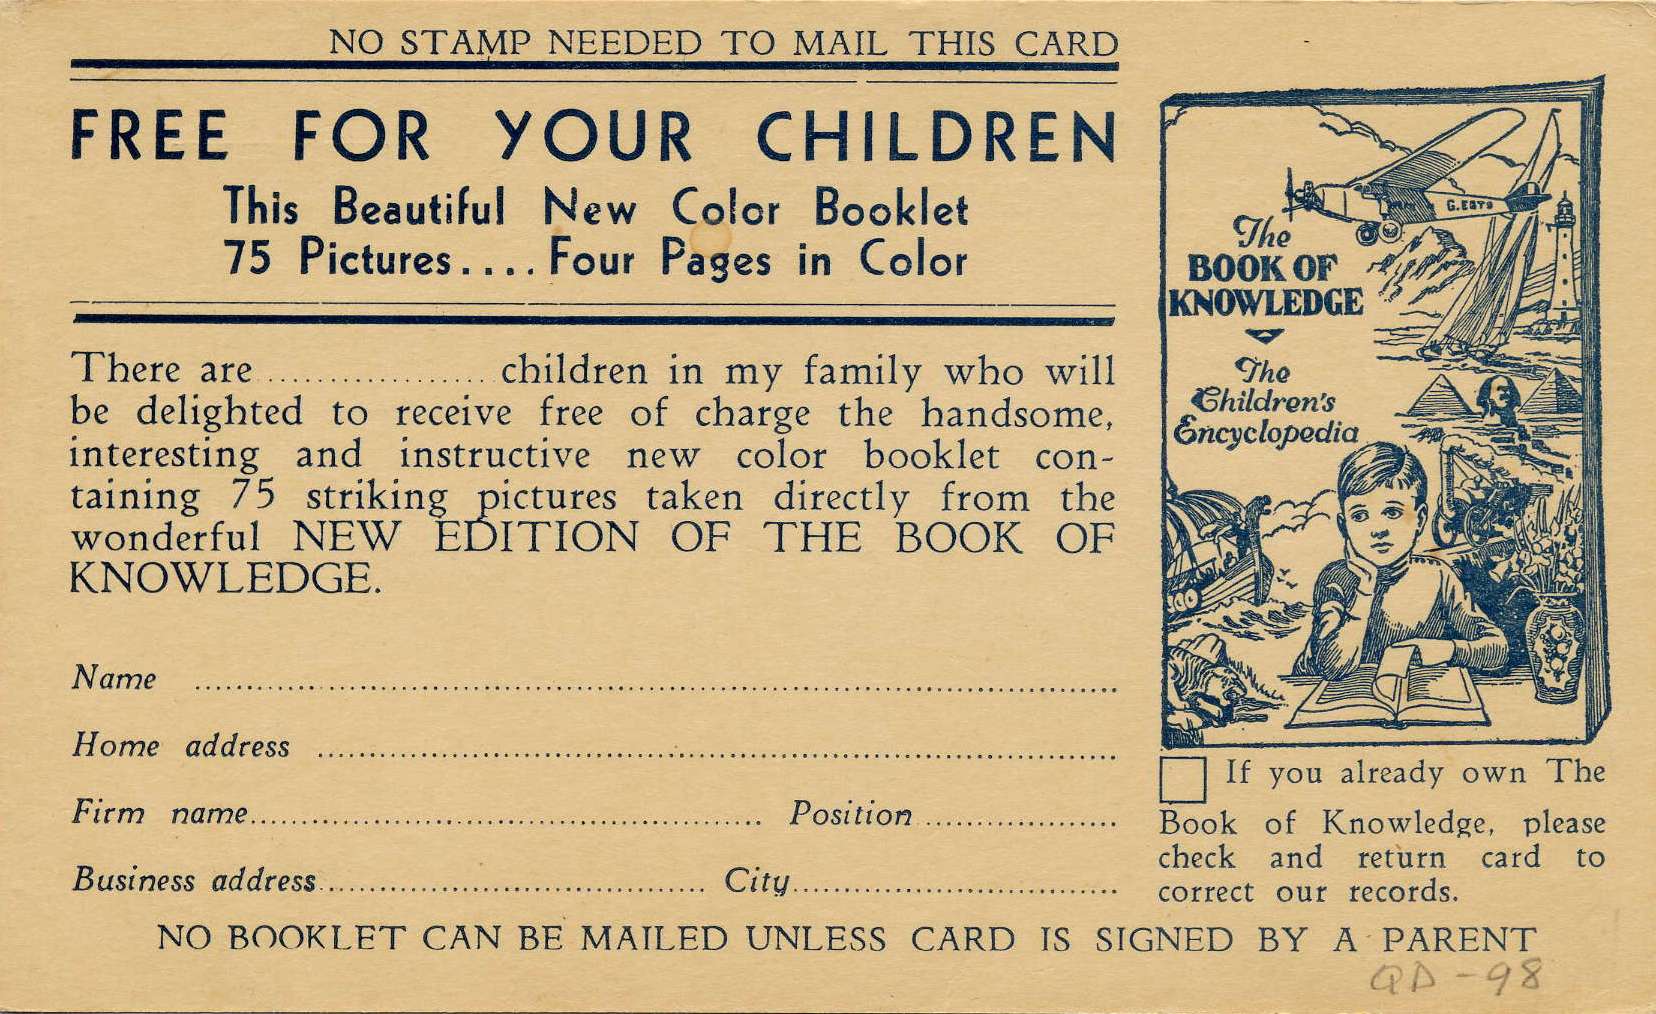 NO STAMP NEEDED TO MAIL THIS CARD
FREE FOR YOUR CHILDREN
This Beautiful New Color Booklet
75 Pictures.... Four Pages in Color
There are .................... children in my family who will
be delighted to receive free of charge the handsome,
interesting and instructive new color booklet con-
taining 75 striking pictures taken directly from the
wonderful NEW EDITION OF THE BOOK OF
KNOWLEDGE.
Name ....................
Home address ....................
Firm name.................... Position....................
Business address.................... City....................
The
BOOK OF
KNOWLEDGE
The
Children's
Encyclopedia
If you already own The
Book of Knowledge, please
check and return card to
correct our records.
NO BOOKLET CAN BE MAILED UNLESS CARD IS SIGNED BY A PARENT
QD-98